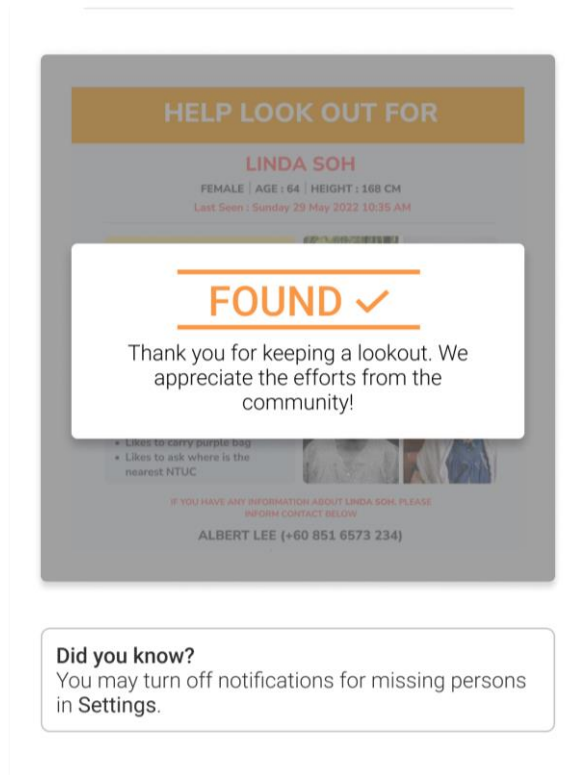 HELP LOOK OUT FOR
LINDA SOH
FEMALE | AGE : 64 | HEIGHT : 168 CM
Last Seen : Sunday 29 May 2022 10:35 AM
FOUND ✓
Thank you for keeping a lookout. We
appreciate the efforts from the
community!
• Likes to carry purple bag
• Likes to ask where is the
nearest NTUC
IF YOU HAVE ANY INFORMATION ABOUT LINDA SOH, PLEASE
INFORM CONTACT BELOW
ALBERT LEE (+60 851 6573 234)
Did you know?
You may turn off notifications for missing persons
in Settings.